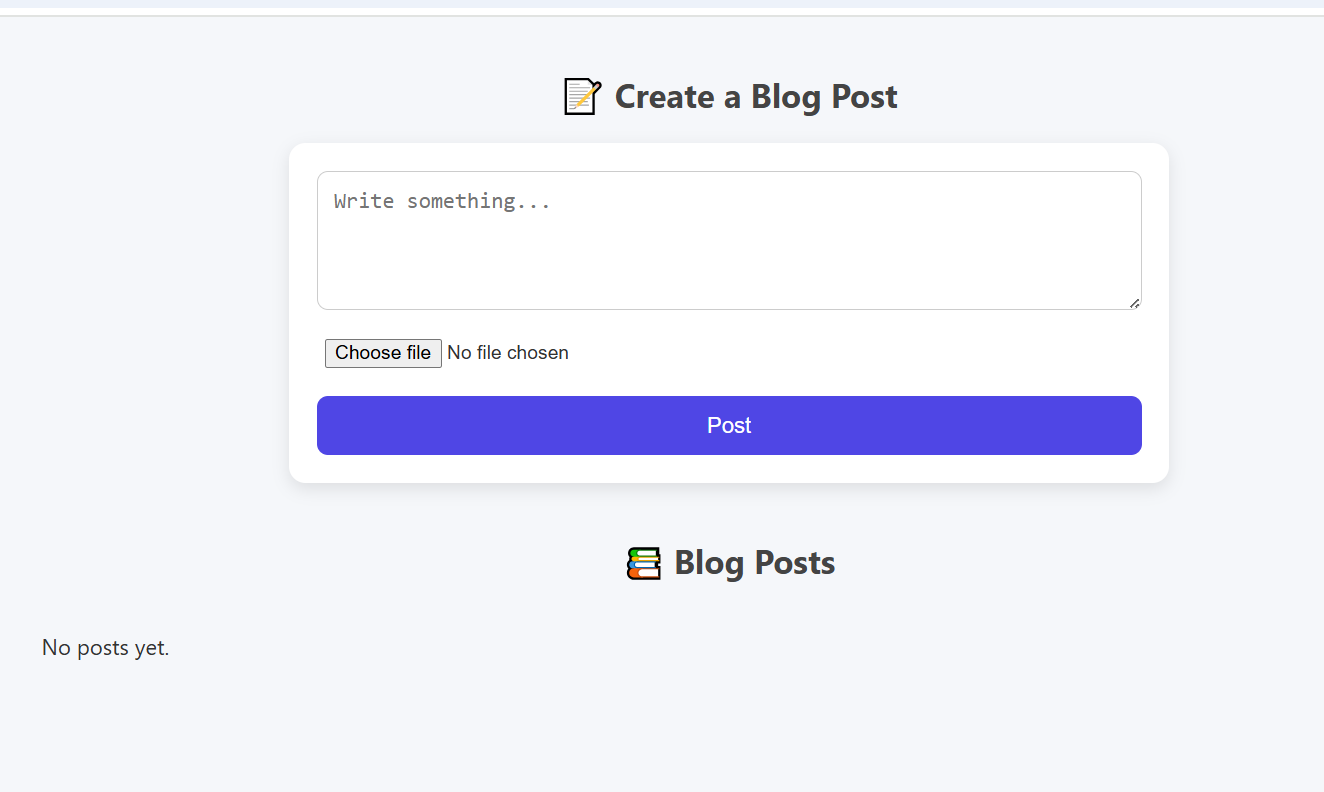 📝 Create a Blog Post
Write something...
Choose file No file chosen
Post
📚 Blog Posts
No posts yet.